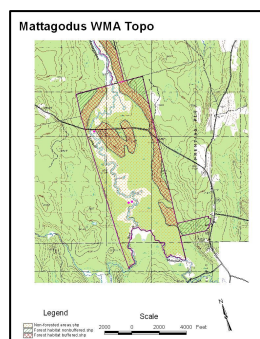 Mattagodus WMA Topo
Legend
Non-forested areas.shp
Forest habitat nonbuffered.shp
Forest habitat buffered.shp
Scale
2000 0 2000 4000 Feet
N